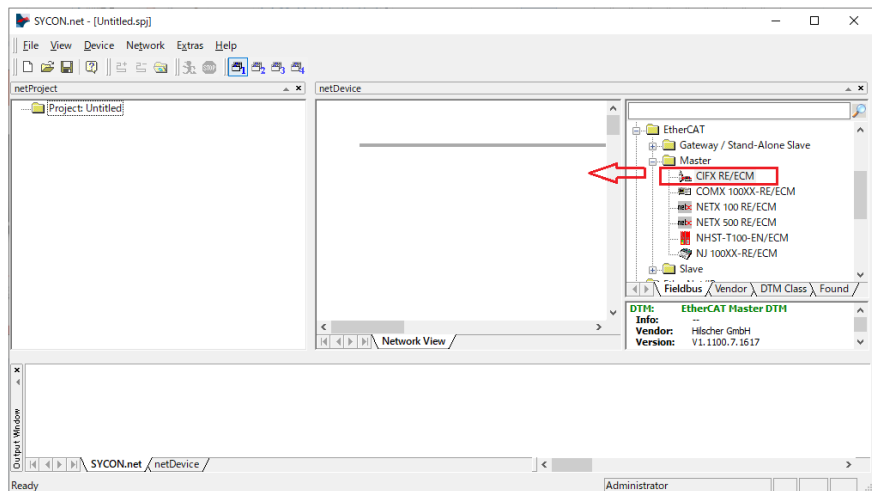 SYCON.net - [Untitled.spj]
File View Device Network Extras Help
netProject
netDevice
Project: Untitled
EtherCAT
Gateway / Stand-Alone Slave
Master
CIFX RE/ECM
COMX 100XX-RE/ECM
NETX 100 RE/ECM
NETX 500 RE/ECM
NHST-T100-EN/ECM
NJ 100XX-RE/ECM
Slave
Fieldbus Vendor DTM Class Found
DTM: EtherCAT Master DTM
Info: --
Vendor: Hilscher GmbH
Version: V1.1100.7.1617
Network View
Output Window
SYCON.net netDevice
Ready
Administrator